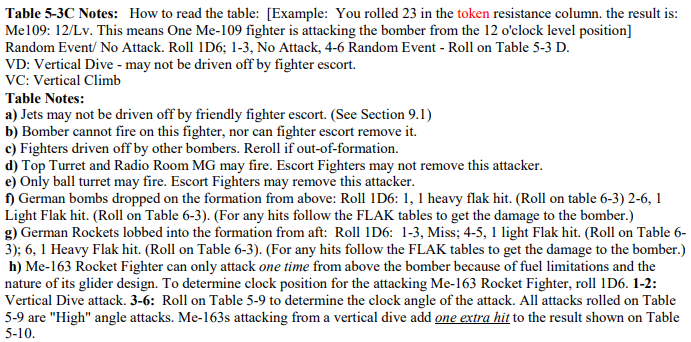 Table 5-3C Notes:   How to read the table:  [Example:  You rolled 23 in the token resistance column. the result is:
Me109: 12/Lv. This means One Me-109 fighter is attacking the bomber from the 12 o'clock level position]
Random Event/ No Attack. Roll 1D6; 1-3, No Attack, 4-6 Random Event - Roll on Table 5-3 D.
VD: Vertical Dive - may not be driven off by fighter escort.
VC: Vertical Climb
Table Notes:
a) Jets may not be driven off by friendly fighter escort. (See Section 9.1)
b) Bomber cannot fire on this fighter, nor can fighter escort remove it.
c) Fighters driven off by other bombers. Reroll if out-of-formation.
d) Top Turret and Radio Room MG may fire. Escort Fighters may not remove this attacker.
e) Only ball turret may fire. Escort Fighters may remove this attacker.
f) German bombs dropped on the formation from above: Roll 1D6: 1, 1 heavy flak hit. (Roll on table 6-3) 2-6, 1
Light Flak hit. (Roll on Table 6-3). (For any hits follow the FLAK tables to get the damage to the bomber.)
g) German Rockets lobbed into the formation from aft:  Roll 1D6:  1-3, Miss; 4-5, 1 light Flak hit. (Roll on Table 6-
3); 6, 1 Heavy Flak hit. (Roll on Table 6-3). (For any hits follow the FLAK tables to get the damage to the bomber.)
h) Me-163 Rocket Fighter can only attack one time from above the bomber because of fuel limitations and the
nature of its glider design. To determine clock position for the attacking Me-163 Rocket Fighter, roll 1D6. 1-2:
Vertical Dive attack. 3-6:  Roll on Table 5-9 to determine the clock angle of the attack. All attacks rolled on Table
5-9 are "High" angle attacks. Me-163s attacking from a vertical dive add one extra hit to the result shown on Table
5-10.